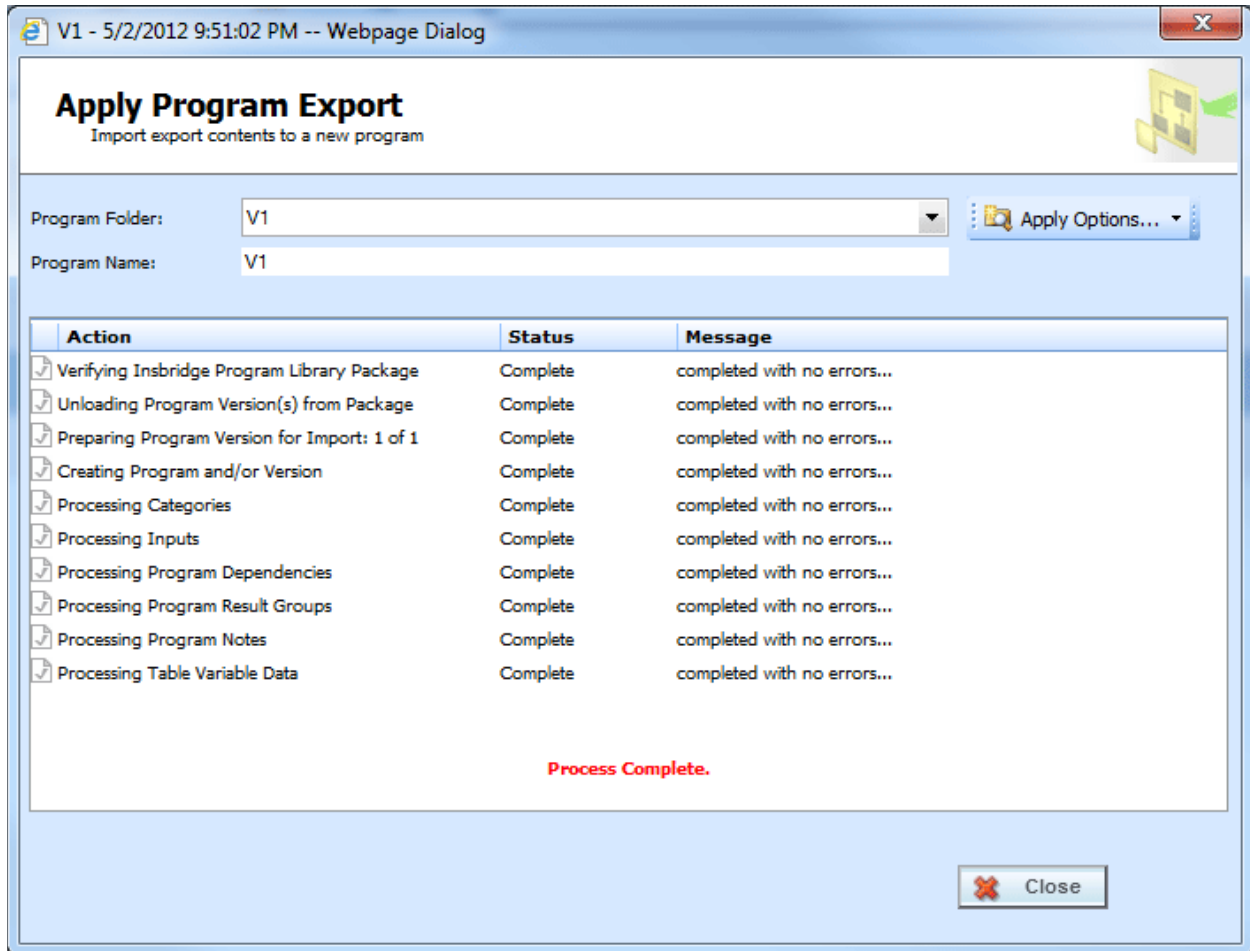 V1 - 5/2/2012 9:51:02 PM -- Webpage Dialog
X
Apply Program Export
Import export contents to a new program
Program Folder: V1 Apply Options...
Program Name: V1
Action Status Message
Verifying Insbridge Program Library Package Complete completed with no errors...
Unloading Program Version(s) from Package Complete completed with no errors...
Preparing Program Version for Import: 1 of 1 Complete completed with no errors...
Creating Program and/or Version Complete completed with no errors...
Processing Categories Complete completed with no errors...
Processing Inputs Complete completed with no errors...
Processing Program Dependencies Complete completed with no errors...
Processing Program Result Groups Complete completed with no errors...
Processing Program Notes Complete completed with no errors...
Processing Table Variable Data Complete completed with no errors...
Process Complete.
Close